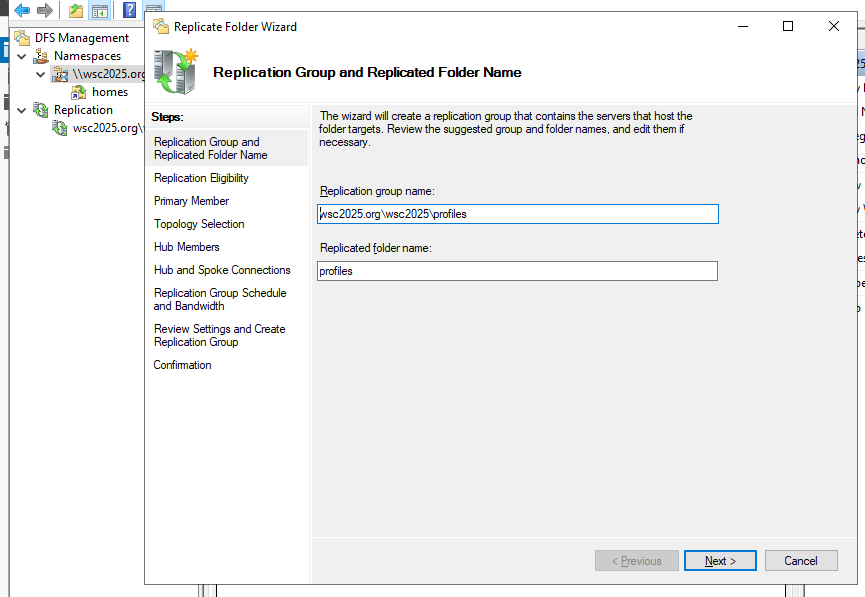 Replicate Folder Wizard
DFS Management
Namespaces
\\wsc2025.org
homes
Replication
wsc2025.org\
Replication Group and Replicated Folder Name
Steps:
Replication Group and
Replicated Folder Name
Replication Eligibility
Primary Member
Topology Selection
Hub Members
Hub and Spoke Connections
Replication Group Schedule
and Bandwidth
Review Settings and Create
Replication Group
Confirmation
The wizard will create a replication group that contains the servers that host the
folder targets. Review the suggested group and folder names, and edit them if
necessary.
Replication group name:
wsc2025.org\wsc2025\profiles
Replicated folder name:
profiles
< Previous
Next >
Cancel